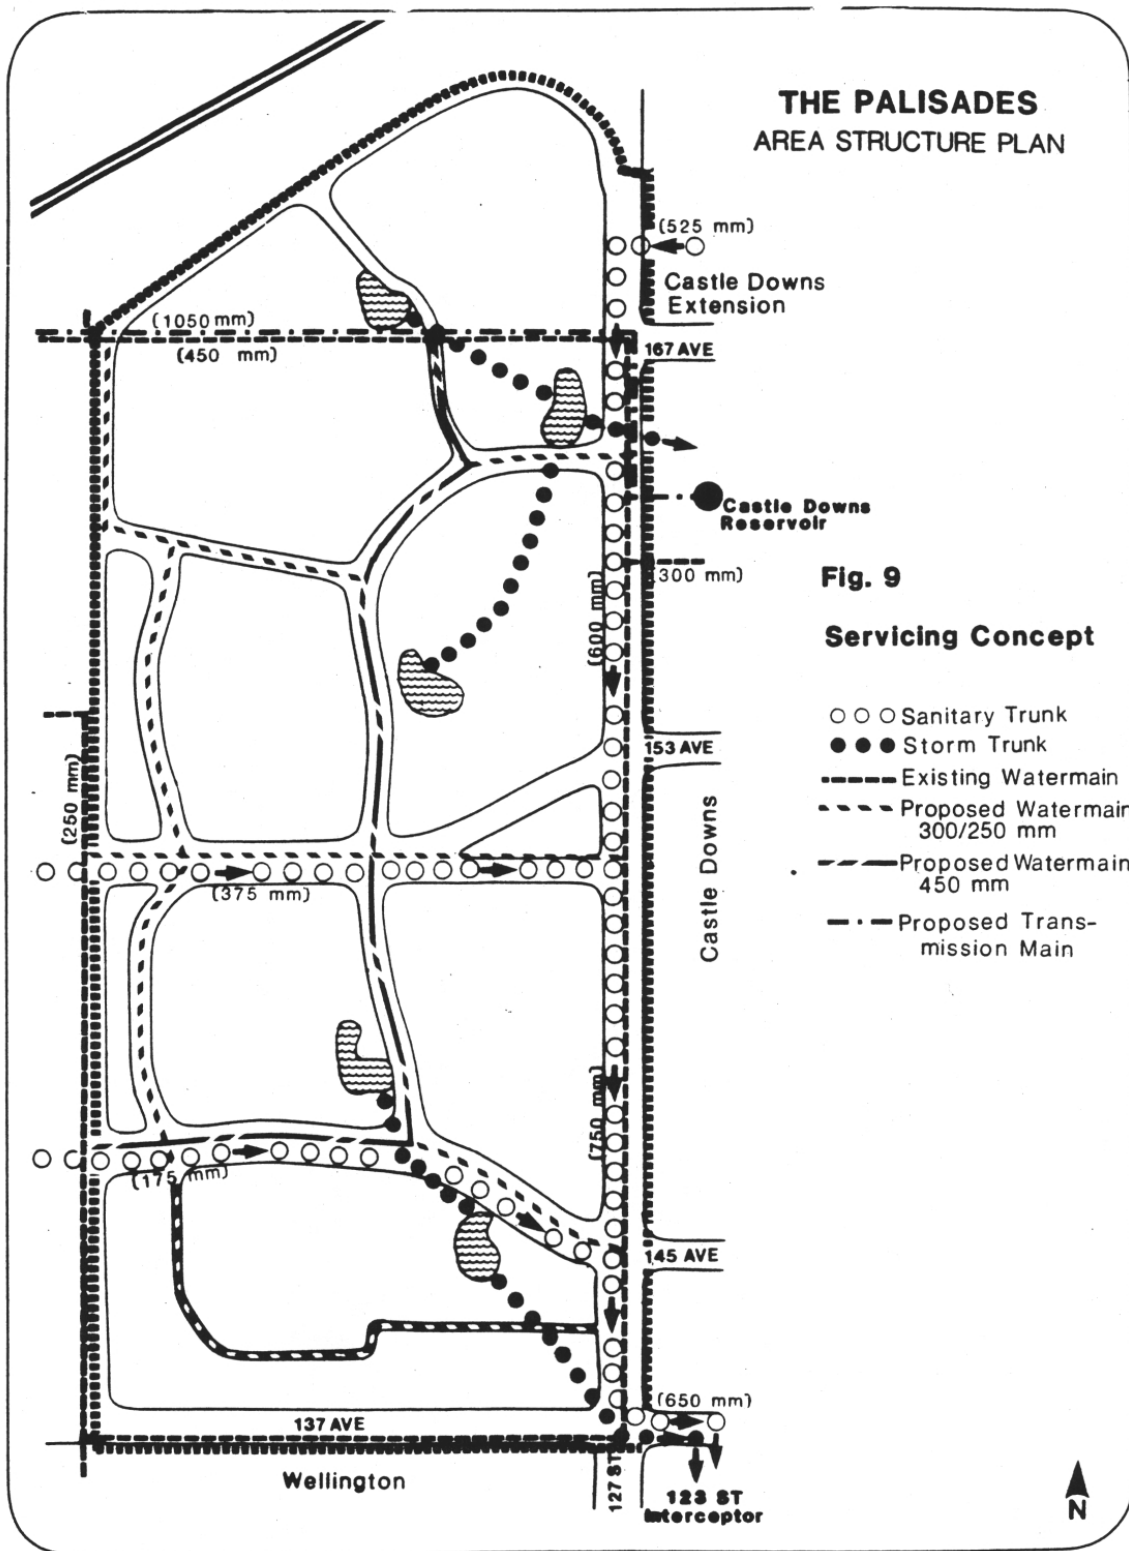 THE PALISADES
AREA STRUCTURE PLAN
(525 mm)
Castle Downs
Extension
(1050 mm)
(450 mm)
167 AVE
Castle Downs
Reservoir
(300 mm)
Fig. 9
Servicing Concept
(600 mm)
Sanitary Trunk
Storm Trunk
Existing Watermain
Proposed Watermain
300/250 mm
Proposed Watermain
450 mm
Proposed Trans-
mission Main
153 AVE
(250 mm)
Castle Downs
(375 mm)
(750 mm)
(175 mm)
145 AVE
(650 mm)
137 AVE
Wellington
127 ST
123 ST
Interceptor
N